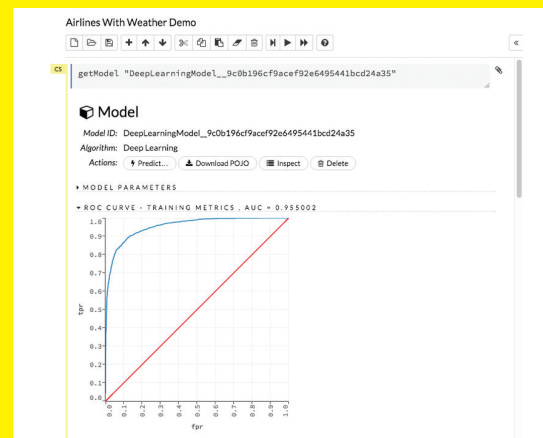 Airlines With Weather Demo
CS
getModel "DeepLearningModel__9c0b196cf9acef92e6495441bcd24a35"
Model
Model ID: DeepLearningModel__9c0b196cf9acef92e6495441bcd24a35
Algorithm: Deep Learning
Actions: Predict... Download POJO Inspect Delete
MODEL PARAMETERS
ROC CURVE - TRAINING METRICS , AUC = 0.955002
1.0
0.9
0.8
0.7
0.6
0.5
0.4
0.3
0.2
0.1
0.0
tpr
0.0 0.1 0.2 0.3 0.4 0.5 0.6 0.7 0.8 0.9 1.0
fpr